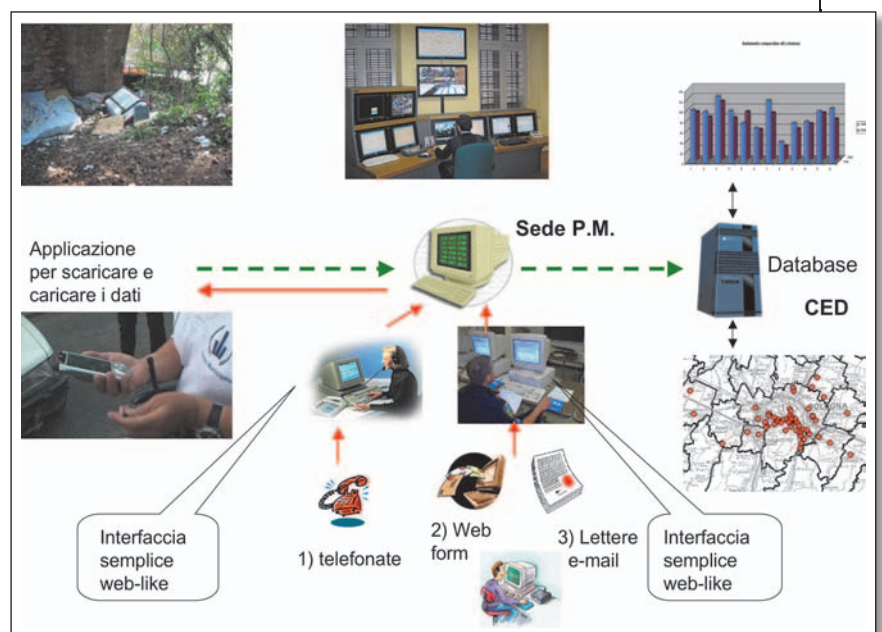 Sede P.M.
Applicazione
per scaricare e
caricare i dati
Database
CED
Interfaccia
semplice
web-like
1) telefonate
2) Web
form
3) Lettere
e-mail
Interfaccia
semplice
web-like